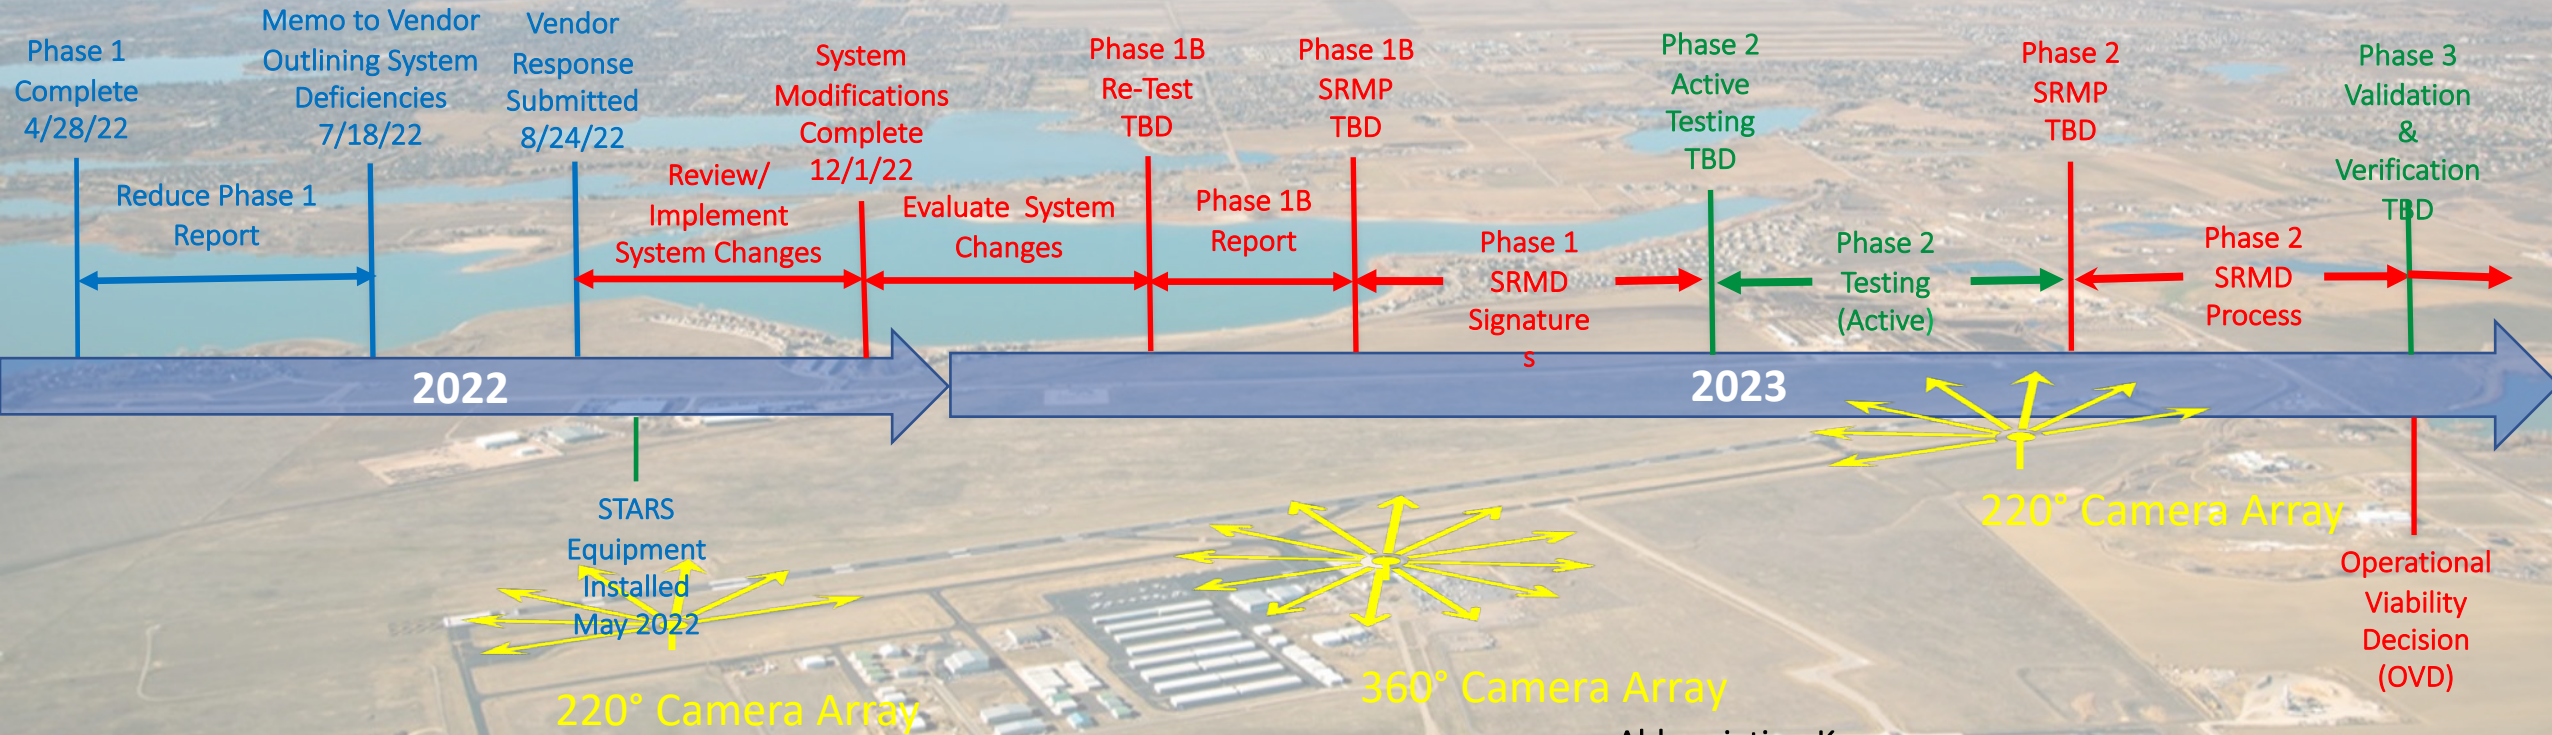 Phase 1
Complete
4/28/22
Memo to Vendor
Outlining System
Deficiencies
7/18/22
Vendor
Response
Submitted
8/24/22
System
Modifications
Complete
12/1/22
Phase 1B
Re-Test
TBD
Phase 1B
SRMP
TBD
Phase 2
Active
Testing
TBD
Phase 2
SRMP
TBD
Phase 3
Validation
&
Verification
TBD
Reduce Phase 1
Report
Review/
Implement
System Changes
Evaluate System
Changes
Phase 1B
Report
Phase 1
SRMD
Signature
s
Phase 2
Testing
(Active)
Phase 2
SRMD
Process
2022
2023
STARS
Equipment
Installed
May 2022
220° Camera Array
360° Camera Array
220° Camera Array
Operational
Viability
Decision
(OVD)